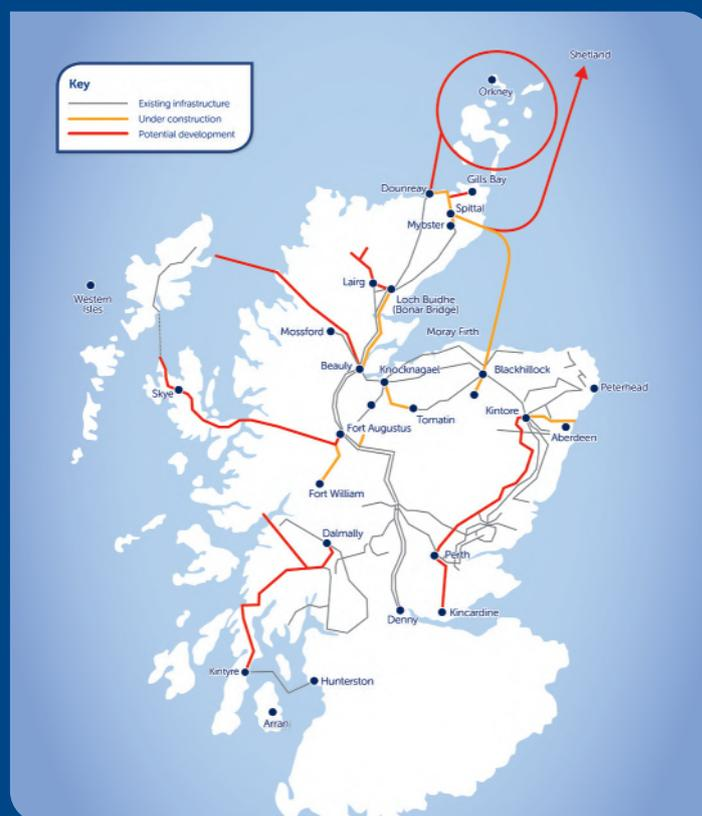 Key
Existing infrastructure
Under construction
Potential development
Shetland
Orkney
Gills Bay
Dounreay
Spittal
Mybster
Western
Isles
Lairg
Loch Buidhe
(Bonar Bridge)
Mossford
Moray Firth
Beauly
Knocknagael
Blackhillock
Peterhead
Skye
Tomatin
Kintore
Fort Augustus
Aberdeen
Fort William
Dalmally
Perth
Denny
Kincardine
Kintyre
Hunterston
Arran